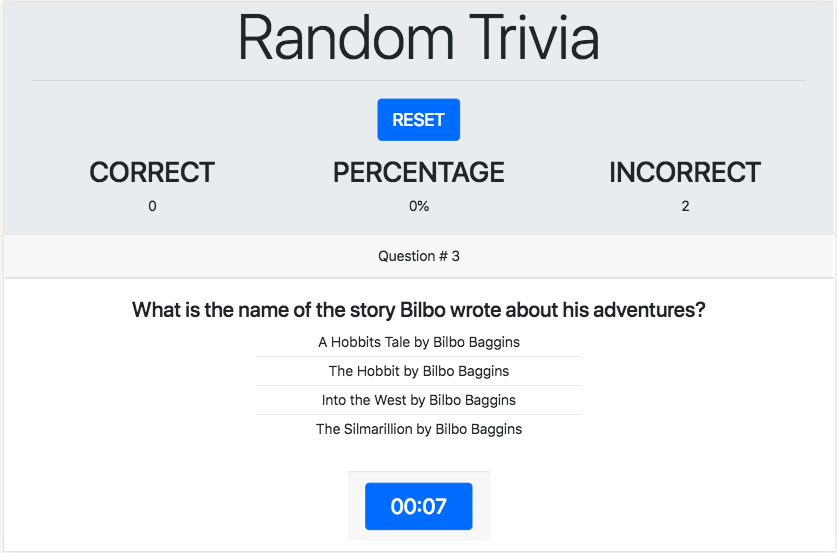 Random Trivia
RESET
CORRECT PERCENTAGE INCORRECT
0 0% 2
Question # 3
What is the name of the story Bilbo wrote about his adventures?
A Hobbits Tale by Bilbo Baggins
The Hobbit by Bilbo Baggins
Into the West by Bilbo Baggins
The Silmarillion by Bilbo Baggins
00:07